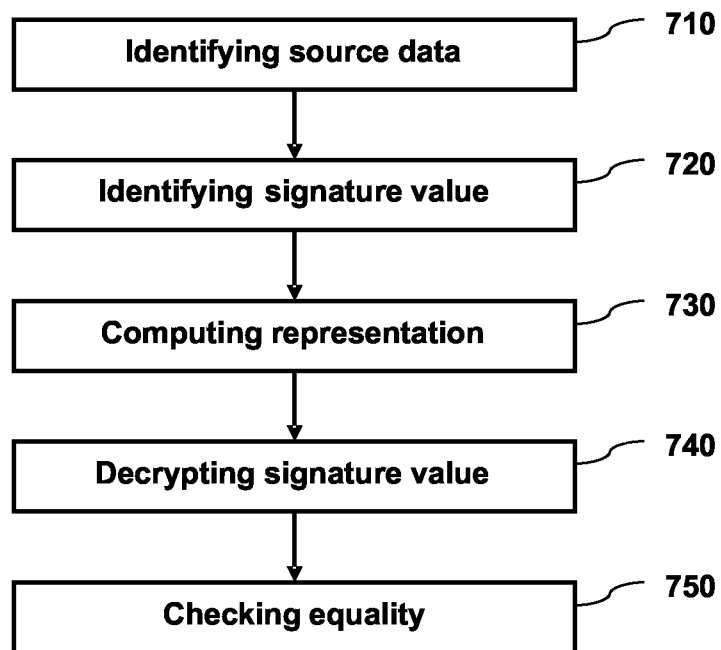 Identifying source data 710
Identifying signature value 720
Computing representation 730
Decrypting signature value 740
Checking equality 750